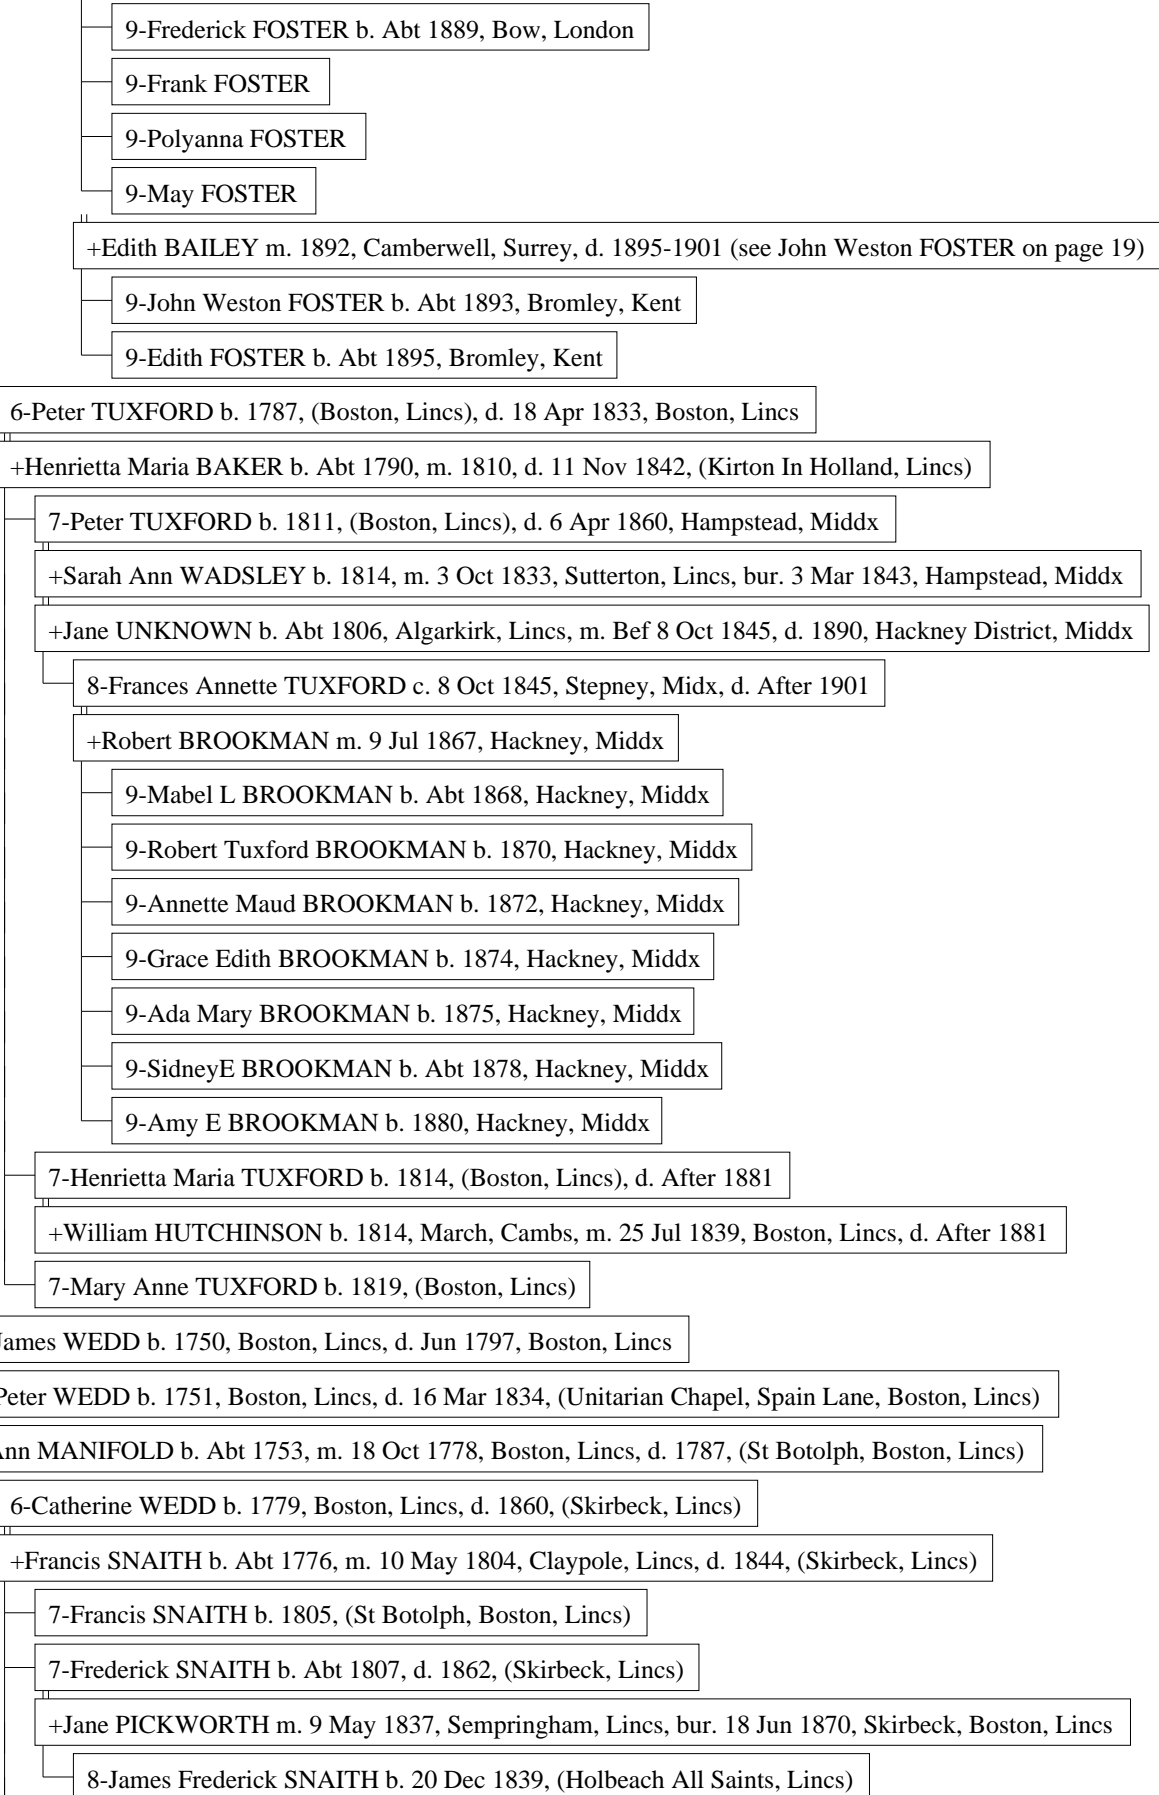 9-Frederick FOSTER b. Abt 1889, Bow, London
9-Frank FOSTER
9-Polyanna FOSTER
9-May FOSTER
+Edith BAILEY m. 1892, Camberwell, Surrey, d. 1895-1901 (see John Weston FOSTER on page 19)
9-John Weston FOSTER b. Abt 1893, Bromley, Kent
9-Edith FOSTER b. Abt 1895, Bromley, Kent
6-Peter TUXFORD b. 1787, (Boston, Lincs), d. 18 Apr 1833, Boston, Lincs
+Henrietta Maria BAKER b. Abt 1790, m. 1810, d. 11 Nov 1842, (Kirton In Holland, Lincs)
7-Peter TUXFORD b. 1811, (Boston, Lincs), d. 6 Apr 1860, Hampstead, Middx
+Sarah Ann WADSLEY b. 1814, m. 3 Oct 1833, Sutterton, Lincs, bur. 3 Mar 1843, Hampstead, Middx
+Jane UNKNOWN b. Abt 1806, Algarkirk, Lincs, m. Bef 8 Oct 1845, d. 1890, Hackney District, Middx
8-Frances Annette TUXFORD c. 8 Oct 1845, Stepney, Midx, d. After 1901
+Robert BROOKMAN m. 9 Jul 1867, Hackney, Middx
9-Mabel L BROOKMAN b. Abt 1868, Hackney, Middx
9-Robert Tuxford BROOKMAN b. 1870, Hackney, Middx
9-Annette Maud BROOKMAN b. 1872, Hackney, Middx
9-Grace Edith BROOKMAN b. 1874, Hackney, Middx
9-Ada Mary BROOKMAN b. 1875, Hackney, Middx
9-SidneyE BROOKMAN b. Abt 1878, Hackney, Middx
9-Amy E BROOKMAN b. 1880, Hackney, Middx
7-Henrietta Maria TUXFORD b. 1814, (Boston, Lincs), d. After 1881
+William HUTCHINSON b. 1814, March, Cambs, m. 25 Jul 1839, Boston, Lincs, d. After 1881
7-Mary Anne TUXFORD b. 1819, (Boston, Lincs)
James WEDD b. 1750, Boston, Lincs, d. Jun 1797, Boston, Lincs
Peter WEDD b. 1751, Boston, Lincs, d. 16 Mar 1834, (Unitarian Chapel, Spain Lane, Boston, Lincs)
Ann MANIFOLD b. Abt 1753, m. 18 Oct 1778, Boston, Lincs, d. 1787, (St Botolph, Boston, Lincs)
6-Catherine WEDD b. 1779, Boston, Lincs, d. 1860, (Skirbeck, Lincs)
+Francis SNAITH b. Abt 1776, m. 10 May 1804, Claypole, Lincs, d. 1844, (Skirbeck, Lincs)
7-Francis SNAITH b. 1805, (St Botolph, Boston, Lincs)
7-Frederick SNAITH b. Abt 1807, d. 1862, (Skirbeck, Lincs)
+Jane PICKWORTH m. 9 May 1837, Sempringham, Lincs, bur. 18 Jun 1870, Skirbeck, Boston, Lincs
8-James Frederick SNAITH b. 20 Dec 1839, (Holbeach All Saints, Lincs)